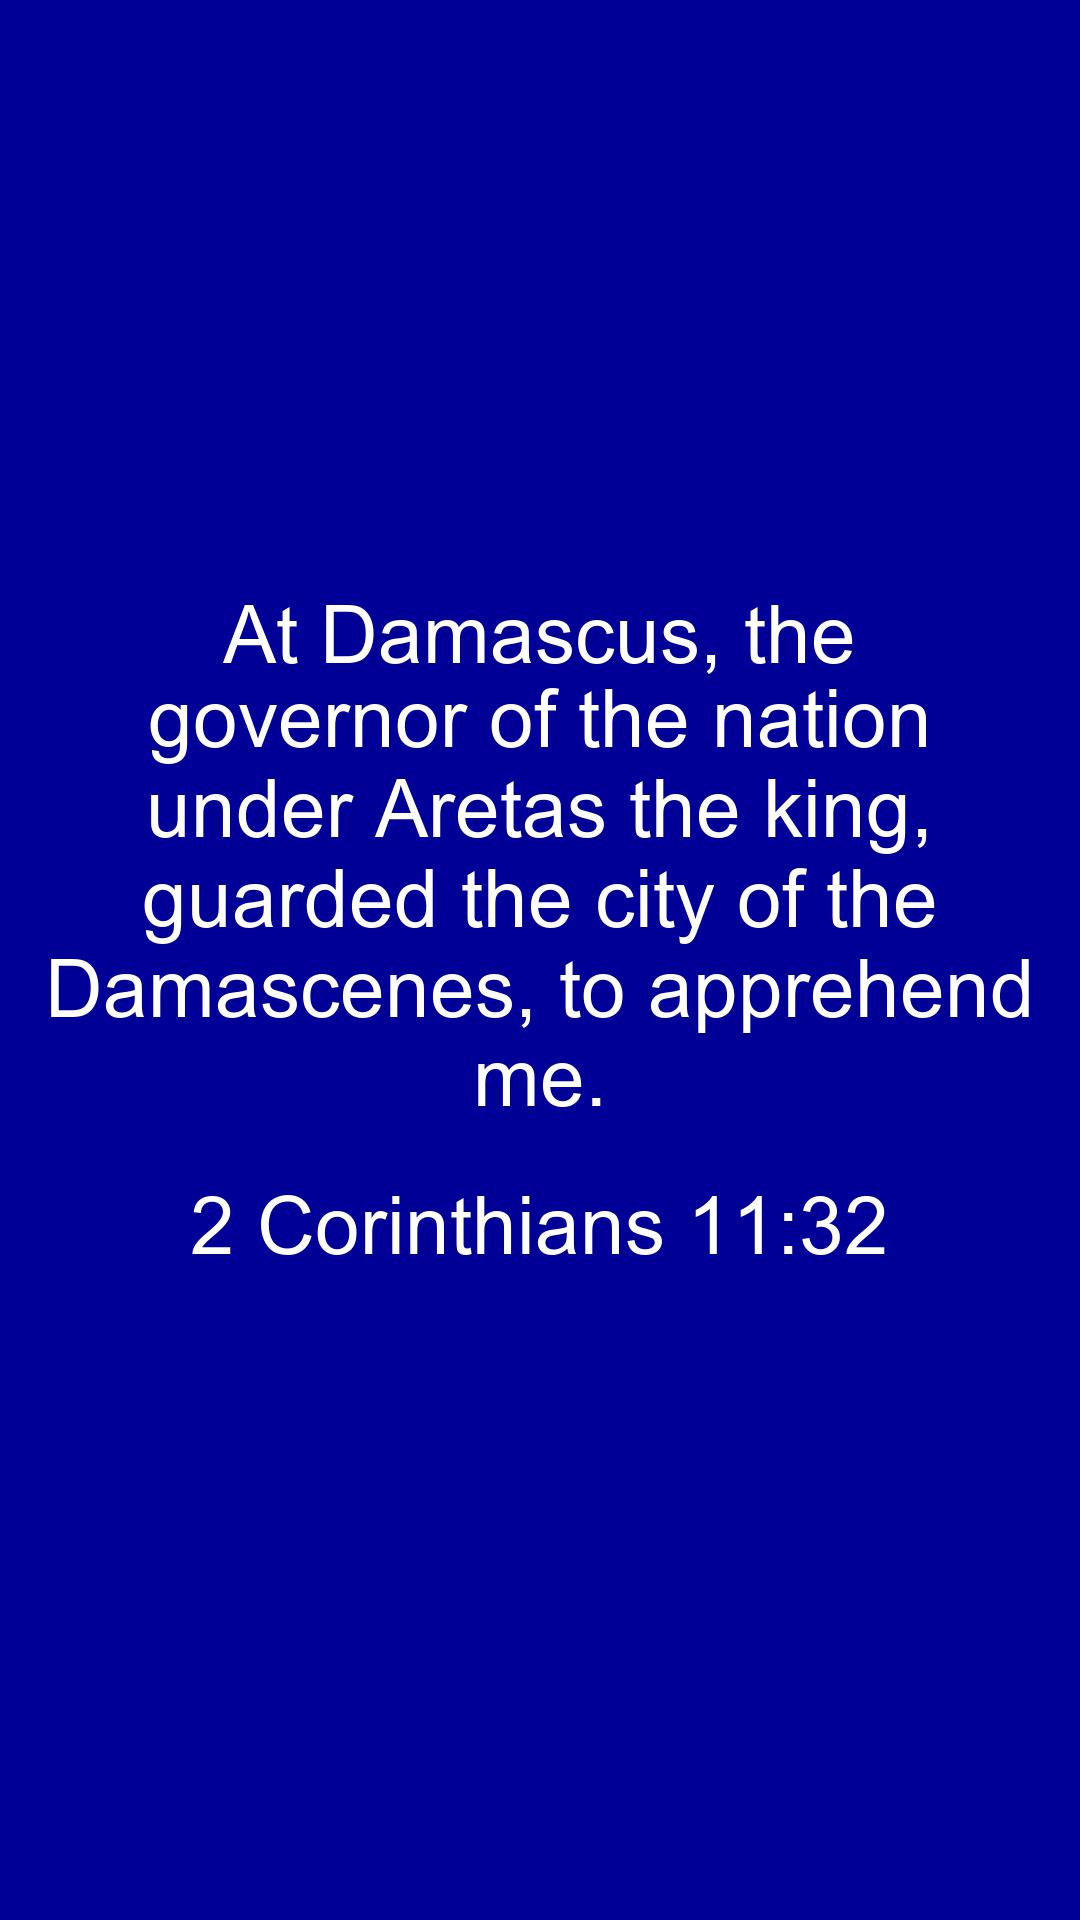 At Damascus, the
governor of the nation
under Aretas the king,
guarded the city of the
Damascenes, to apprehend
me.
2 Corinthians 11:32